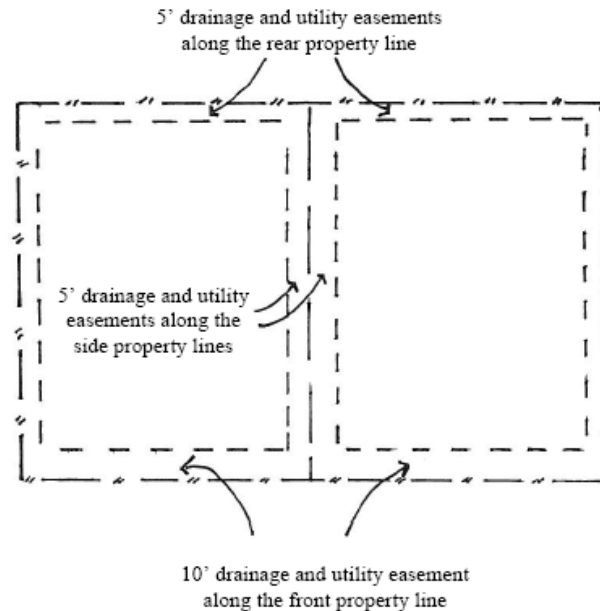 5’ drainage and utility easements
along the rear property line
5’ drainage and utility
easements along the
side property lines
10’ drainage and utility easement
along the front property line